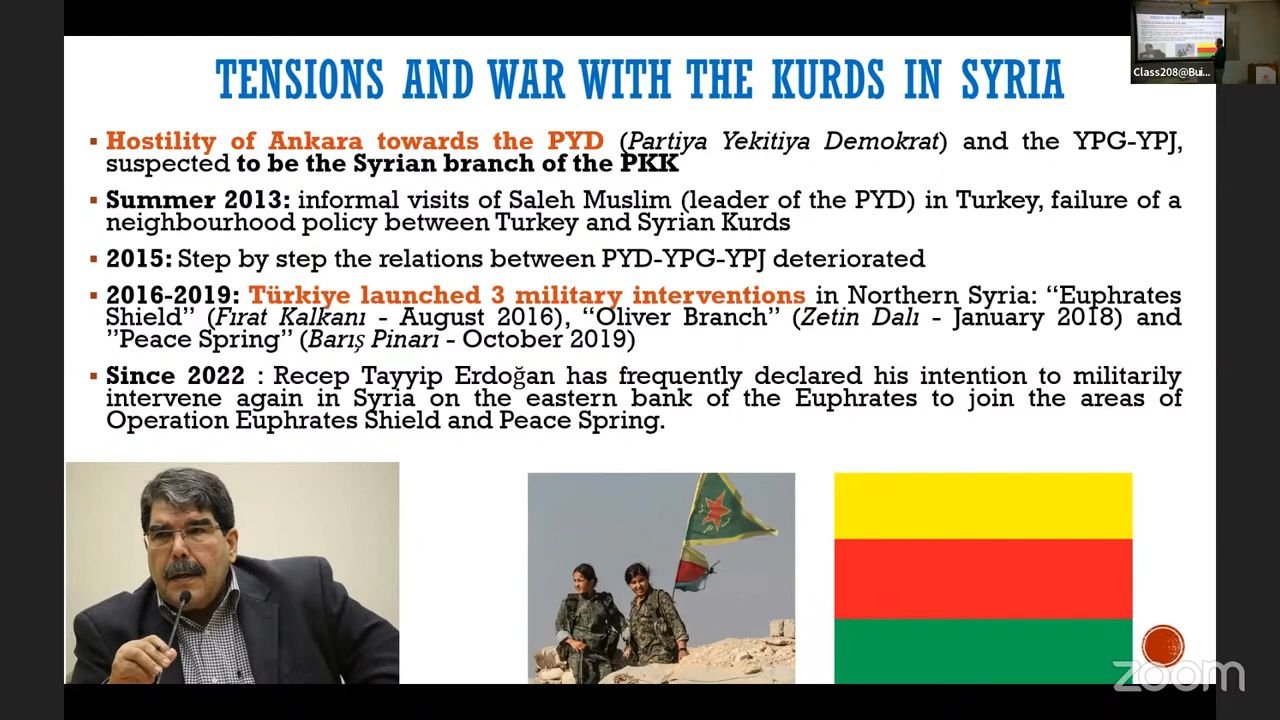 TENSIONS AND WAR WITH THE KURDS IN SYRIA
Class208@Bui...
▪ Hostility of Ankara towards the PYD (Partiya Yekitiya Demokrat) and the YPG-YPJ,
suspected to be the Syrian branch of the PKK
▪ Summer 2013: informal visits of Saleh Muslim (leader of the PYD) in Turkey, failure of a
neighbourhood policy between Turkey and Syrian Kurds
▪ 2015: Step by step the relations between PYD-YPG-YPJ deteriorated
▪ 2016-2019: Türkiye launched 3 military interventions in Northern Syria: “Euphrates
Shield” (Fırat Kalkanı - August 2016), “Oliver Branch” (Zetin Dalı - January 2018) and
”Peace Spring” (Barış Pinarı - October 2019)
▪ Since 2022 : Recep Tayyip Erdoğan has frequently declared his intention to militarily
intervene again in Syria on the eastern bank of the Euphrates to join the areas of
Operation Euphrates Shield and Peace Spring.
zoom